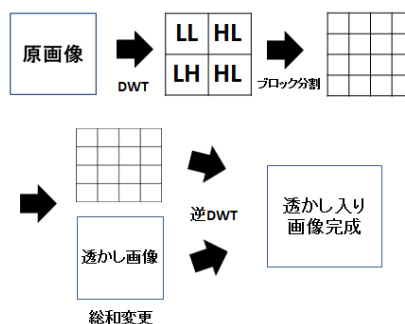 原画像
DWT
LL HL
LH HL
ブロック分割
透かし画像
総和変更
逆DWT
透かし入り
画像完成